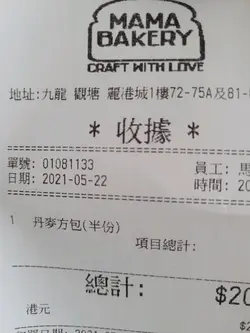 MAMA
BAKERY
CRAFT WITH LOVE
地址:九龍 觀塘 麗港城1樓72-75A及81-
* 收據 *
單號: 01081133 員工: 馬
日期: 2021-05-22 時間: 20
1 丹麥方包(半份)
項目總計:
總計: $20
港元 $2